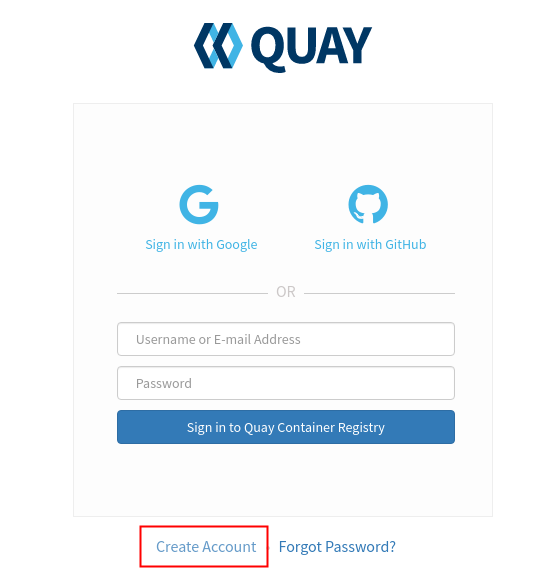 QUAY
Sign in with Google Sign in with GitHub
OR
Username or E-mail Address
Password
Sign in to Quay Container Registry
Create Account Forgot Password?